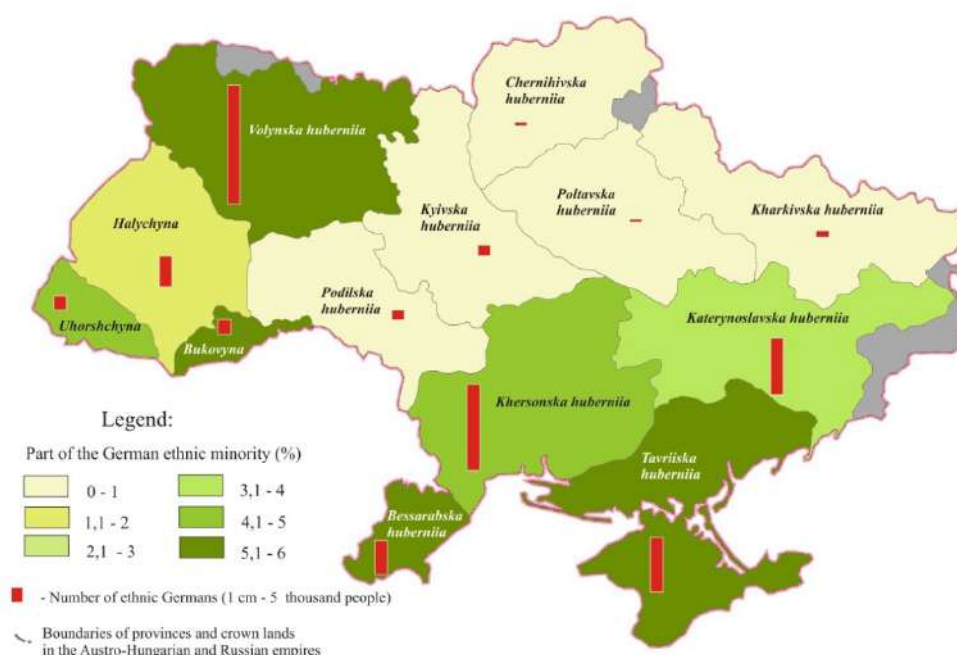 Chernihivska
huberniia
Volynska huberniia
Halychyna
Kyivska
huberniia
Poltavska
huberniia
Kharkivska huberniia
Podilska
huberniia
Uhorshchyna
Bukovyna
Katerynoslavska huberniia
Khersonska huberniia
Tavriiska
huberniia
Bessarabska
huberniia
Legend:
Part of the German ethnic minority (%)
0 - 1
1,1 - 2
2,1 - 3
3,1 - 4
4,1 - 5
5,1 - 6
- Number of ethnic Germans (1 cm - 5 thousand people)
Boundaries of provinces and crown lands
in the Austro-Hungarian and Russian empires